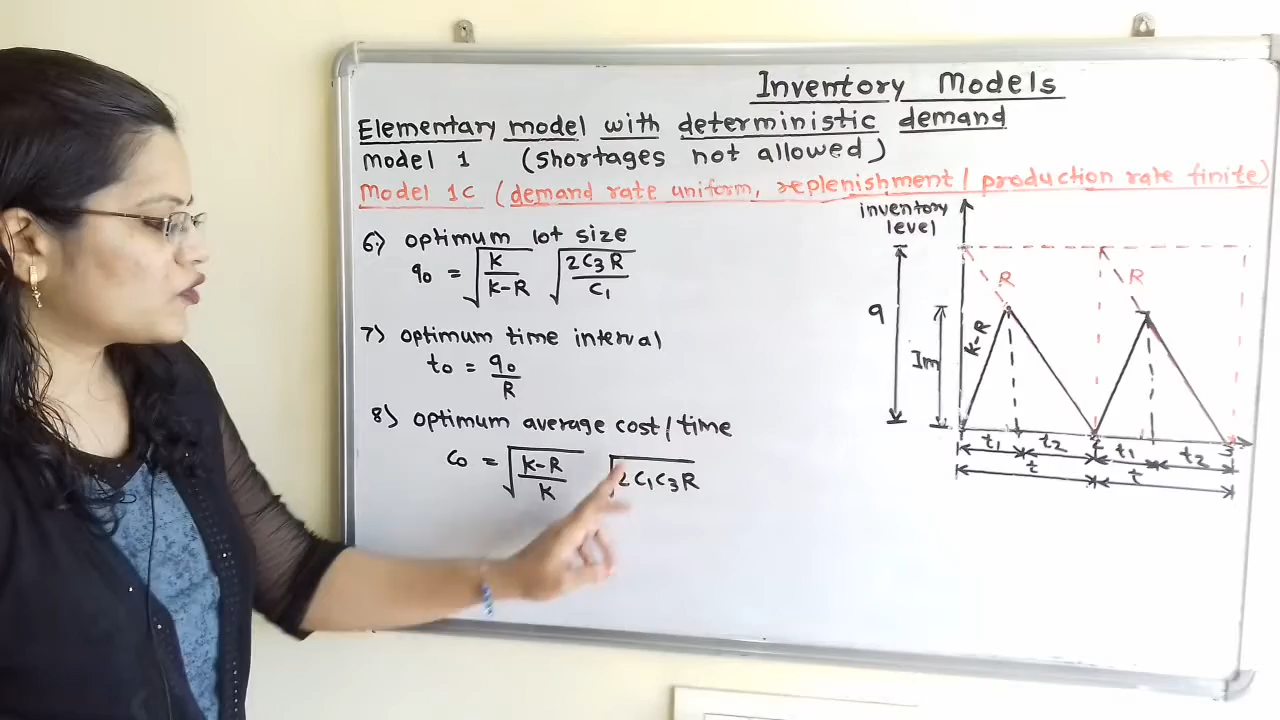 Inventory Models
Elementary model with deterministic demand
model 1 (shortages not allowed)
Model 1C (demand rate uniform, replenishment / production rate finite)
6) optimum lot size
q₀ = √(K / K-R) √(2C₃R / C₁)
7) optimum time interval
t₀ = q₀ / R
8) optimum average cost / time
C₀ = √(K-R / K) √(2C₁C₃R)
inventory
level
R
R
q
K-R
Im
2
3
t₁ t₂ t₁ t₂
t t